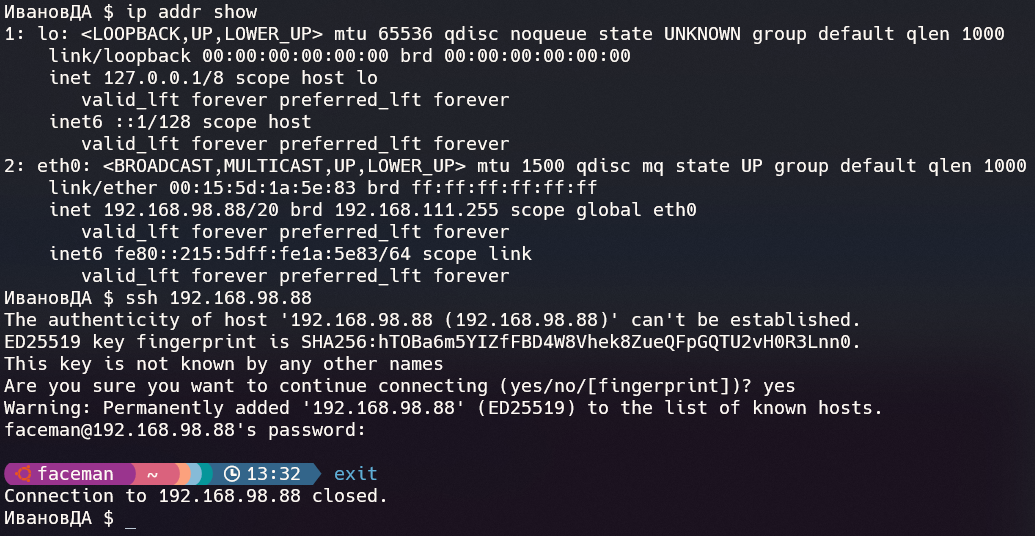 ИвановДА $ ip addr show
1: lo: <LOOPBACK,UP,LOWER_UP> mtu 65536 qdisc noqueue state UNKNOWN group default qlen 1000
    link/loopback 00:00:00:00:00:00 brd 00:00:00:00:00:00
    inet 127.0.0.1/8 scope host lo
       valid_lft forever preferred_lft forever
    inet6 ::1/128 scope host
       valid_lft forever preferred_lft forever
2: eth0: <BROADCAST,MULTICAST,UP,LOWER_UP> mtu 1500 qdisc mq state UP group default qlen 1000
    link/ether 00:15:5d:1a:5e:83 brd ff:ff:ff:ff:ff:ff
    inet 192.168.98.88/20 brd 192.168.111.255 scope global eth0
       valid_lft forever preferred_lft forever
    inet6 fe80::215:5dff:fe1a:5e83/64 scope link
       valid_lft forever preferred_lft forever
ИвановДА $ ssh 192.168.98.88
The authenticity of host '192.168.98.88 (192.168.98.88)' can't be established.
ED25519 key fingerprint is SHA256:hTOBa6m5YIZfFBD4W8Vhek8ZueQFpGQTU2vH0R3Lnn0.
This key is not known by any other names
Are you sure you want to continue connecting (yes/no/[fingerprint])? yes
Warning: Permanently added '192.168.98.88' (ED25519) to the list of known hosts.
faceman@192.168.98.88's password:
faceman ~ 13:32 exit
Connection to 192.168.98.88 closed.
ИвановДА $ _